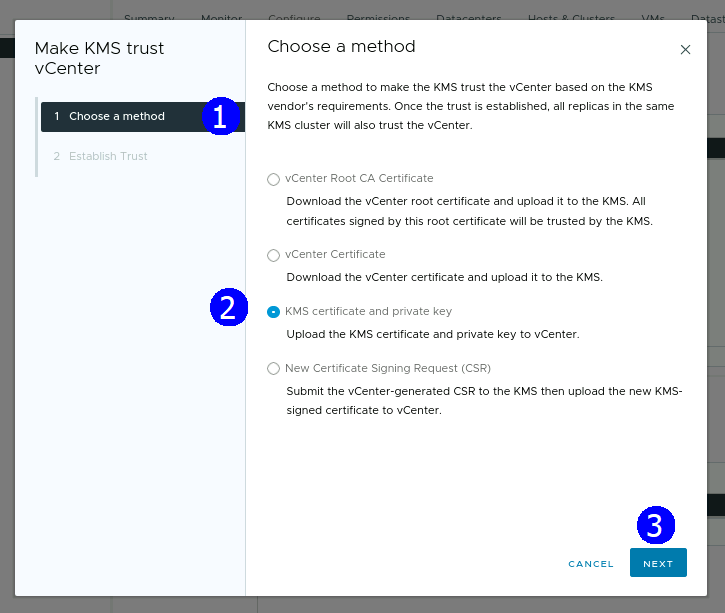 Summary Monitor Configure Permissions Datacenters Hosts & Clusters VMs Datast
Make KMS trust
vCenter
1 Choose a method
1
2 Establish Trust
Choose a method
Choose a method to make the KMS trust the vCenter based on the KMS
vendor's requirements. Once the trust is established, all replicas in the same
KMS cluster will also trust the vCenter.
vCenter Root CA Certificate
Download the vCenter root certificate and upload it to the KMS. All
certificates signed by this root certificate will be trusted by the KMS.
vCenter Certificate
Download the vCenter certificate and upload it to the KMS.
2
KMS certificate and private key
Upload the KMS certificate and private key to vCenter.
New Certificate Signing Request (CSR)
Submit the vCenter-generated CSR to the KMS then upload the new KMS-
signed certificate to vCenter.
3
CANCEL NEXT